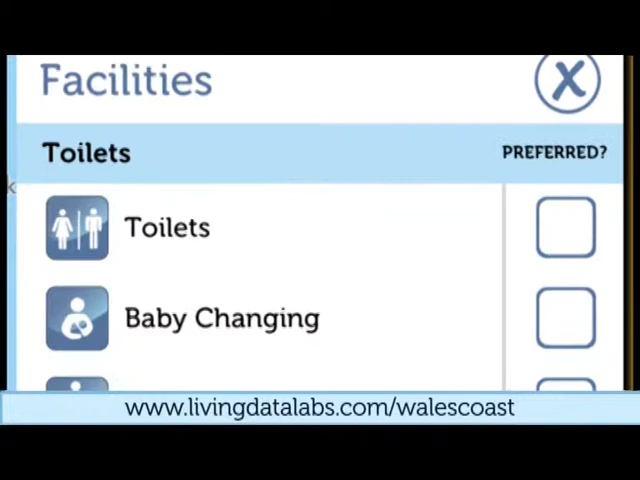 Facilities
Toilets PREFERRED?
Toilets
Baby Changing
www.livingdatalabs.com/walescoast